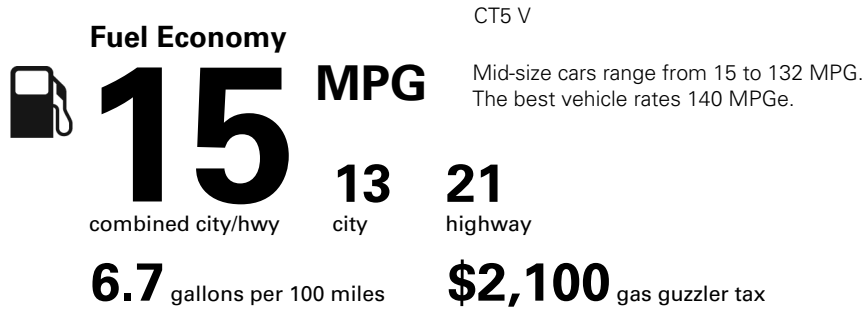 CT5 V
Fuel Economy
15 MPG
Mid-size cars range from 15 to 132 MPG.
The best vehicle rates 140 MPGe.
13 21
combined city/hwy city highway
6.7 gallons per 100 miles $2,100 gas guzzler tax